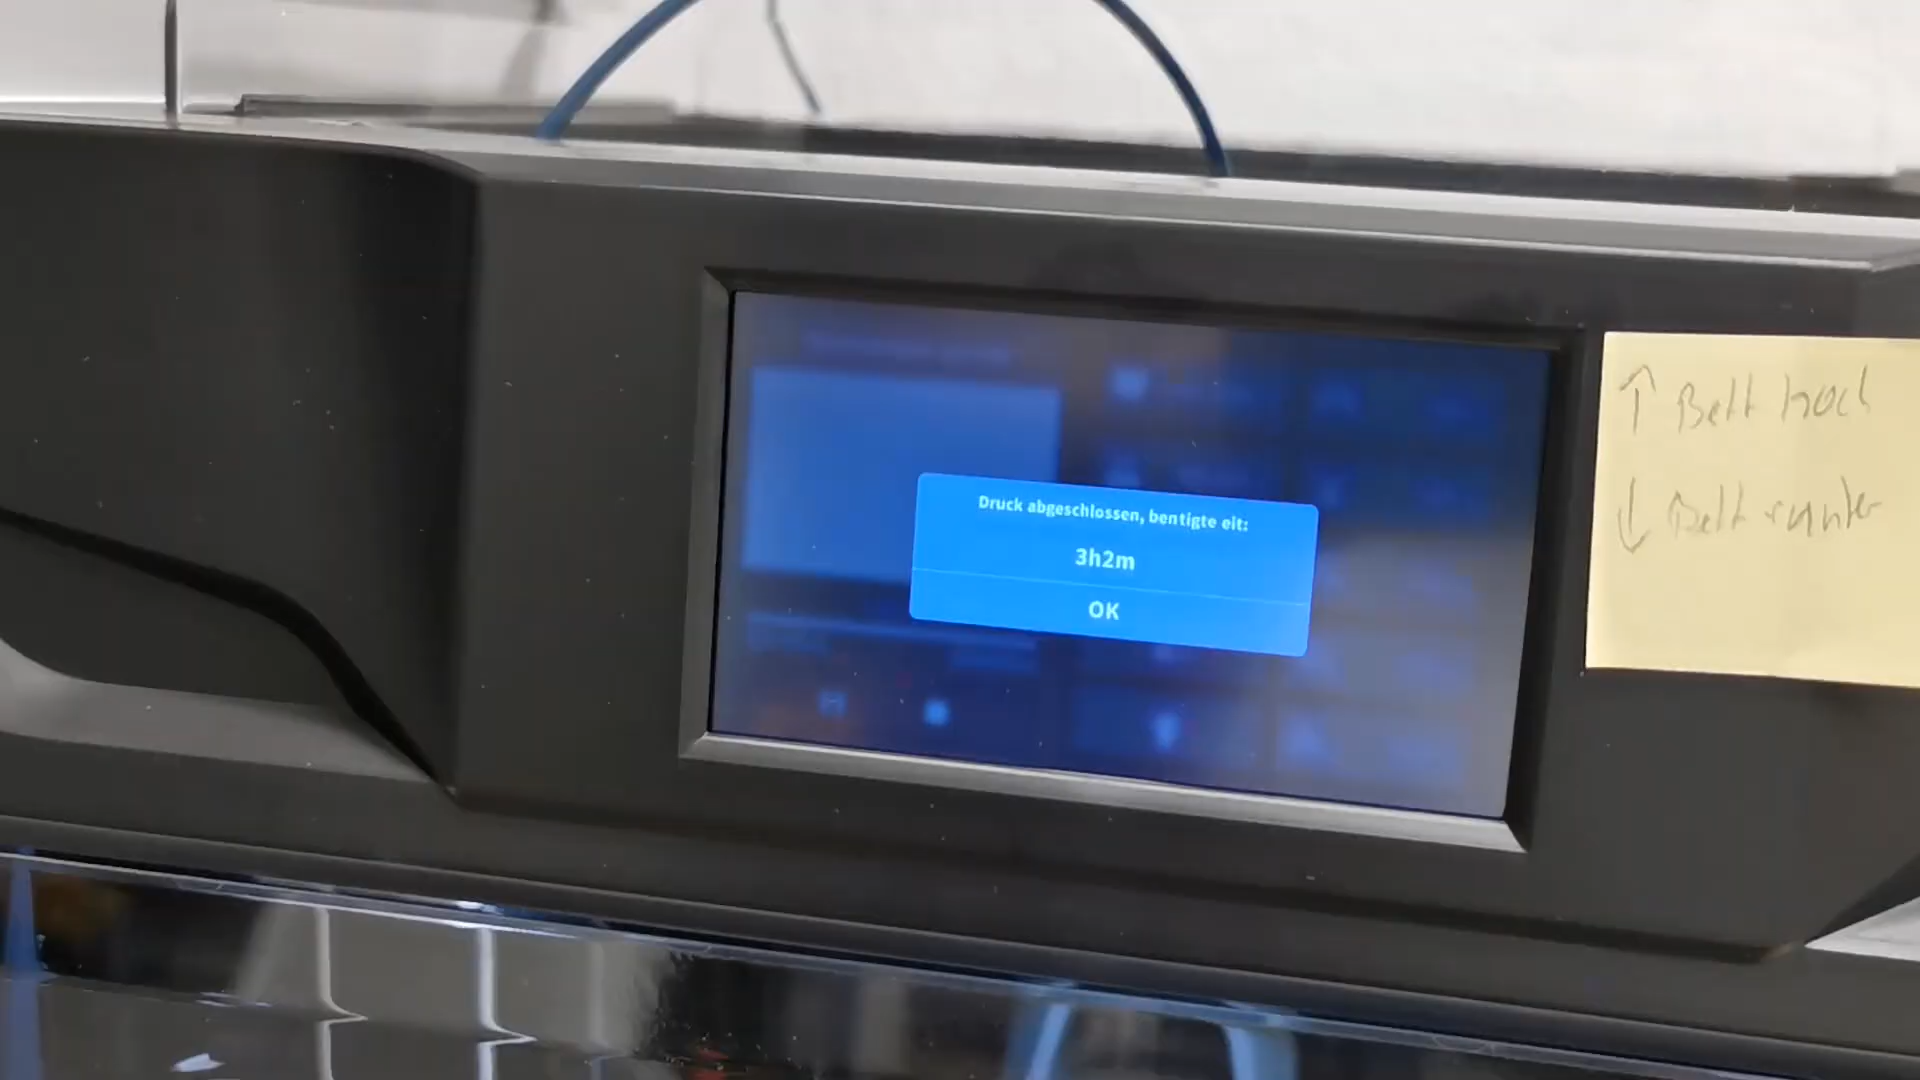 Druck abgeschlossen, bentigte eit:
3h2m
OK
↑ Bett hoch
↓ Bett runter